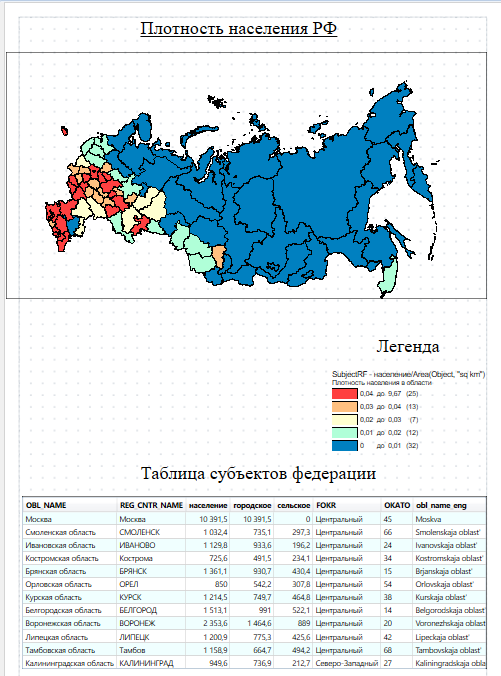 Плотность населения РФ
Легенда
SubjectRF - население/Area(Object, "sq km")
Плотность населения в области
0,04 до 9,67 (25)
0,03 до 0,04 (13)
0,02 до 0,03 (7)
0,01 до 0,02 (12)
0 до 0,01 (32)
Таблица субъектов федерации
OBL_NAME REG_CNTR_NAME население городское сельское FOKR OKATO obl_name_eng
Москва Москва 10 391,5 10 391,5 0 Центральный 45 Moskva
Смоленская область СМОЛЕНСК 1 032,4 735,1 297,3 Центральный 66 Smolenskaja oblast'
Ивановская область ИВАНОВО 1 129,8 933,6 196,2 Центральный 24 Ivanovskaja oblast'
Костромская область Кострома 725,6 491,5 234,1 Центральный 34 Kostromskaja oblast'
Брянская область БРЯНСК 1 361,1 930,7 430,4 Центральный 15 Brjanskaja oblast'
Орловская область ОРЕЛ 850 542,2 307,8 Центральный 54 Orlovskaja oblast'
Курская область КУРСК 1 214,5 749,7 464,8 Центральный 38 Kurskaja oblast'
Белгородская область БЕЛГОРОД 1 513,1 991 522,1 Центральный 14 Belgorodskaja oblast'
Воронежская область ВОРОНЕЖ 2 353,6 1 464,6 889 Центральный 20 Voronezhskaja oblast'
Липецкая область ЛИПЕЦК 1 200,9 775,3 425,6 Центральный 42 Lipeckaja oblast'
Тамбовская область Тамбов 1 158,9 664,7 494,2 Центральный 68 Tambovskaja oblast'
Калининградская область КАЛИНИНГРАД 949,6 736,9 212,7 Северо-Западный 27 Kaliningradskaja obla